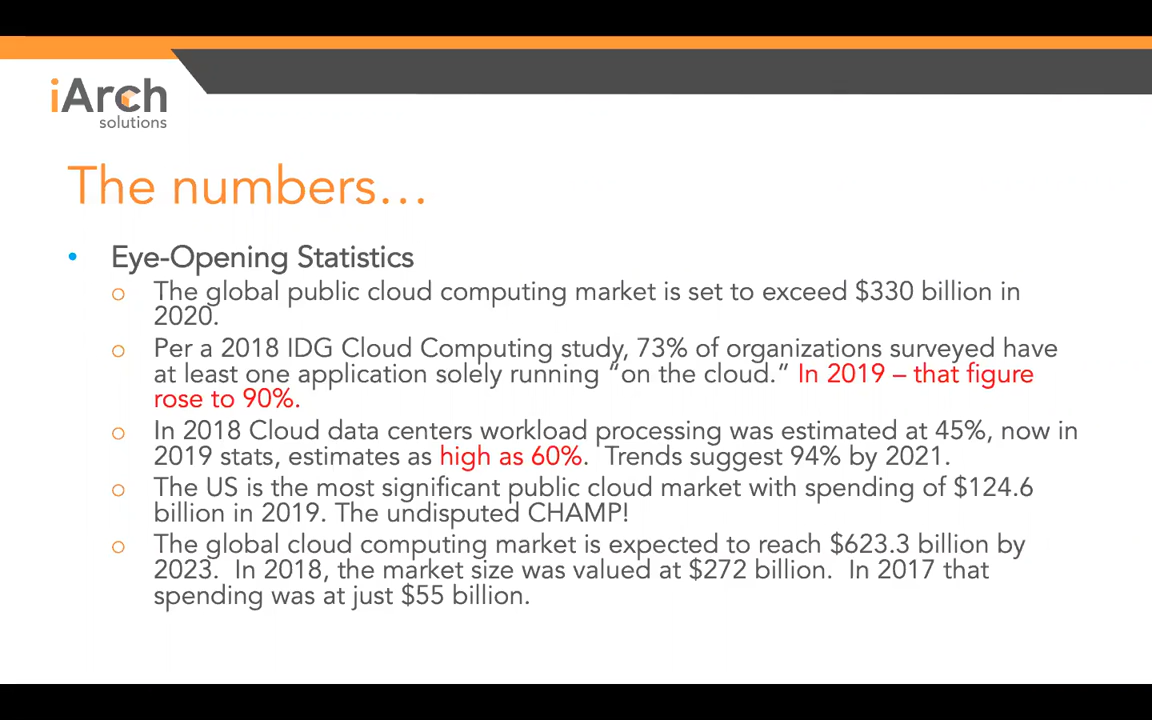 iArch
solutions
The numbers…
• Eye-Opening Statistics
o The global public cloud computing market is set to exceed $330 billion in
2020.
o Per a 2018 IDG Cloud Computing study, 73% of organizations surveyed have
at least one application solely running “on the cloud.” In 2019 – that figure
rose to 90%.
o In 2018 Cloud data centers workload processing was estimated at 45%, now in
2019 stats, estimates as high as 60%.  Trends suggest 94% by 2021.
o The US is the most significant public cloud market with spending of $124.6
billion in 2019. The undisputed CHAMP!
o The global cloud computing market is expected to reach $623.3 billion by
2023.  In 2018, the market size was valued at $272 billion.  In 2017 that
spending was at just $55 billion.